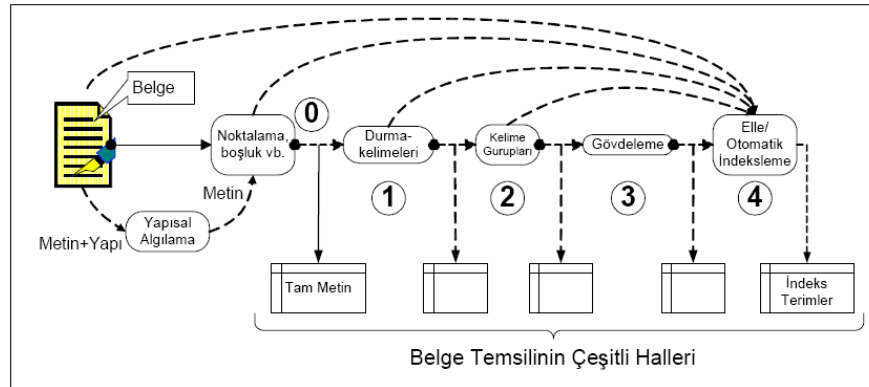 Belge
Noktalama,
boşluk vb.
0
Durma-
kelimeleri
Kelime
Gurupları
Gövdeleme
Elle/
Otomatik
İndeksleme
1
2
3
4
Metin
Metin+Yapı
Yapısal
Algılama
Tam Metin
İndeks
Terimler
Belge Temsilinin Çeşitli Halleri